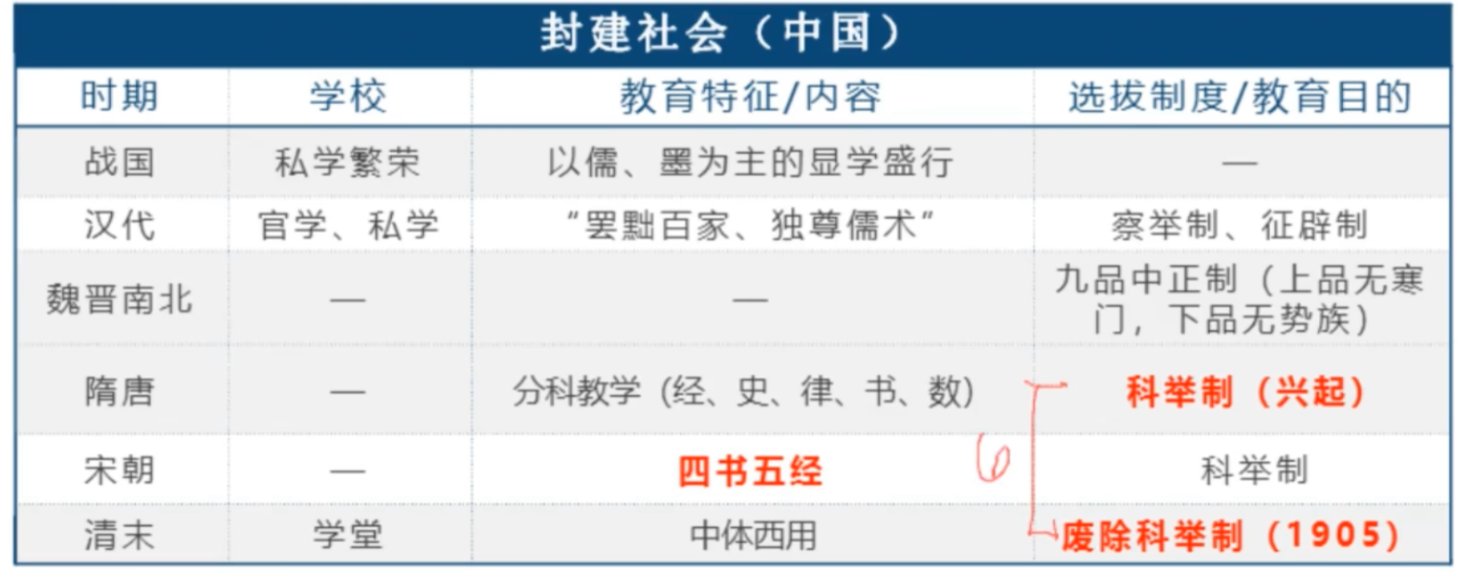 封建社会（中国）
时期 学校 教育特征/内容 选拔制度/教育目的
战国 私学繁荣 以儒、墨为主的显学盛行 —
汉代 官学、私学 “罢黜百家、独尊儒术” 察举制、征辟制
魏晋南北 — — 九品中正制（上品无寒
门，下品无势族）
隋唐 — 分科教学（经、史、律、书、数） 科举制（兴起）
宋朝 — 四书五经 科举制
清末 学堂 中体西用 废除科举制（1905）